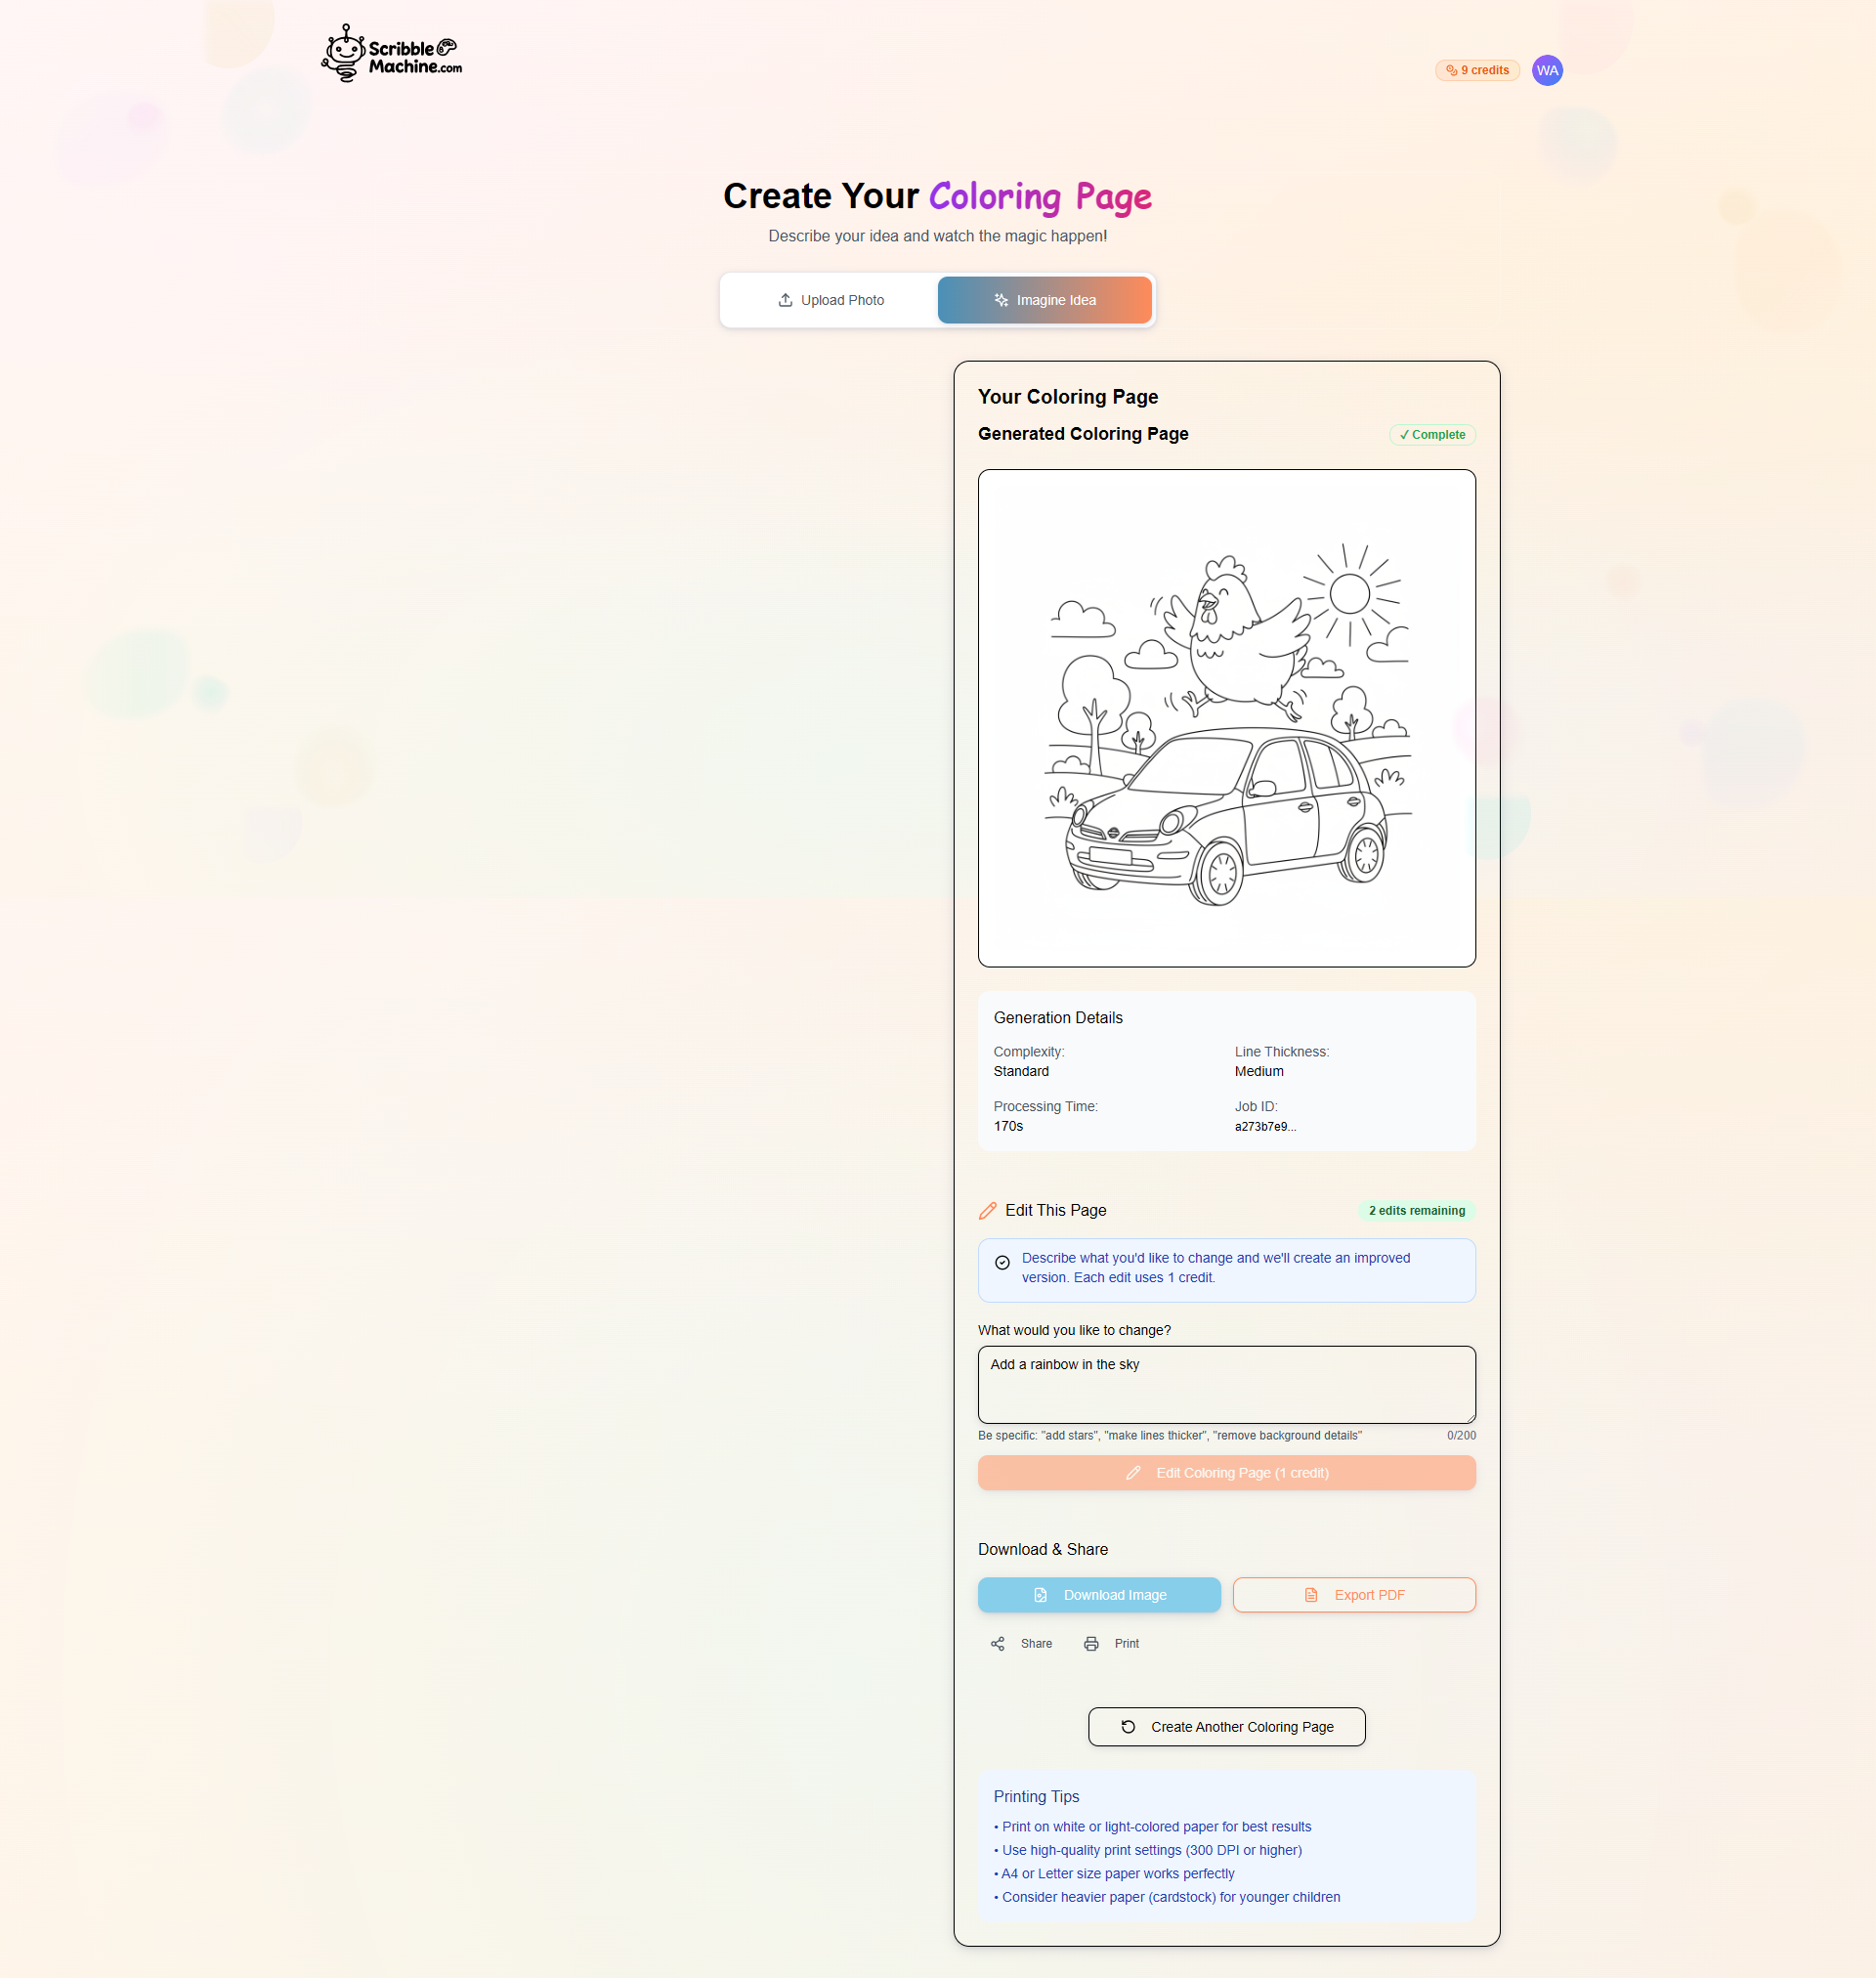 Scribble
Machine.com
9 credits
WA
Create Your Coloring Page
Describe your idea and watch the magic happen!
Upload Photo
Imagine Idea
Your Coloring Page
Generated Coloring Page
✓ Complete
Generation Details
Complexity:
Line Thickness:
Standard
Medium
Processing Time:
Job ID:
170s
a273b7e9...
Edit This Page
2 edits remaining
Describe what you'd like to change and we'll create an improved
version. Each edit uses 1 credit.
What would you like to change?
Add a rainbow in the sky
Be specific: "add stars", "make lines thicker", "remove background details"
0/200
Edit Coloring Page (1 credit)
Download & Share
Download Image
Export PDF
Share
Print
Create Another Coloring Page
Printing Tips
• Print on white or light-colored paper for best results
• Use high-quality print settings (300 DPI or higher)
• A4 or Letter size paper works perfectly
• Consider heavier paper (cardstock) for younger children